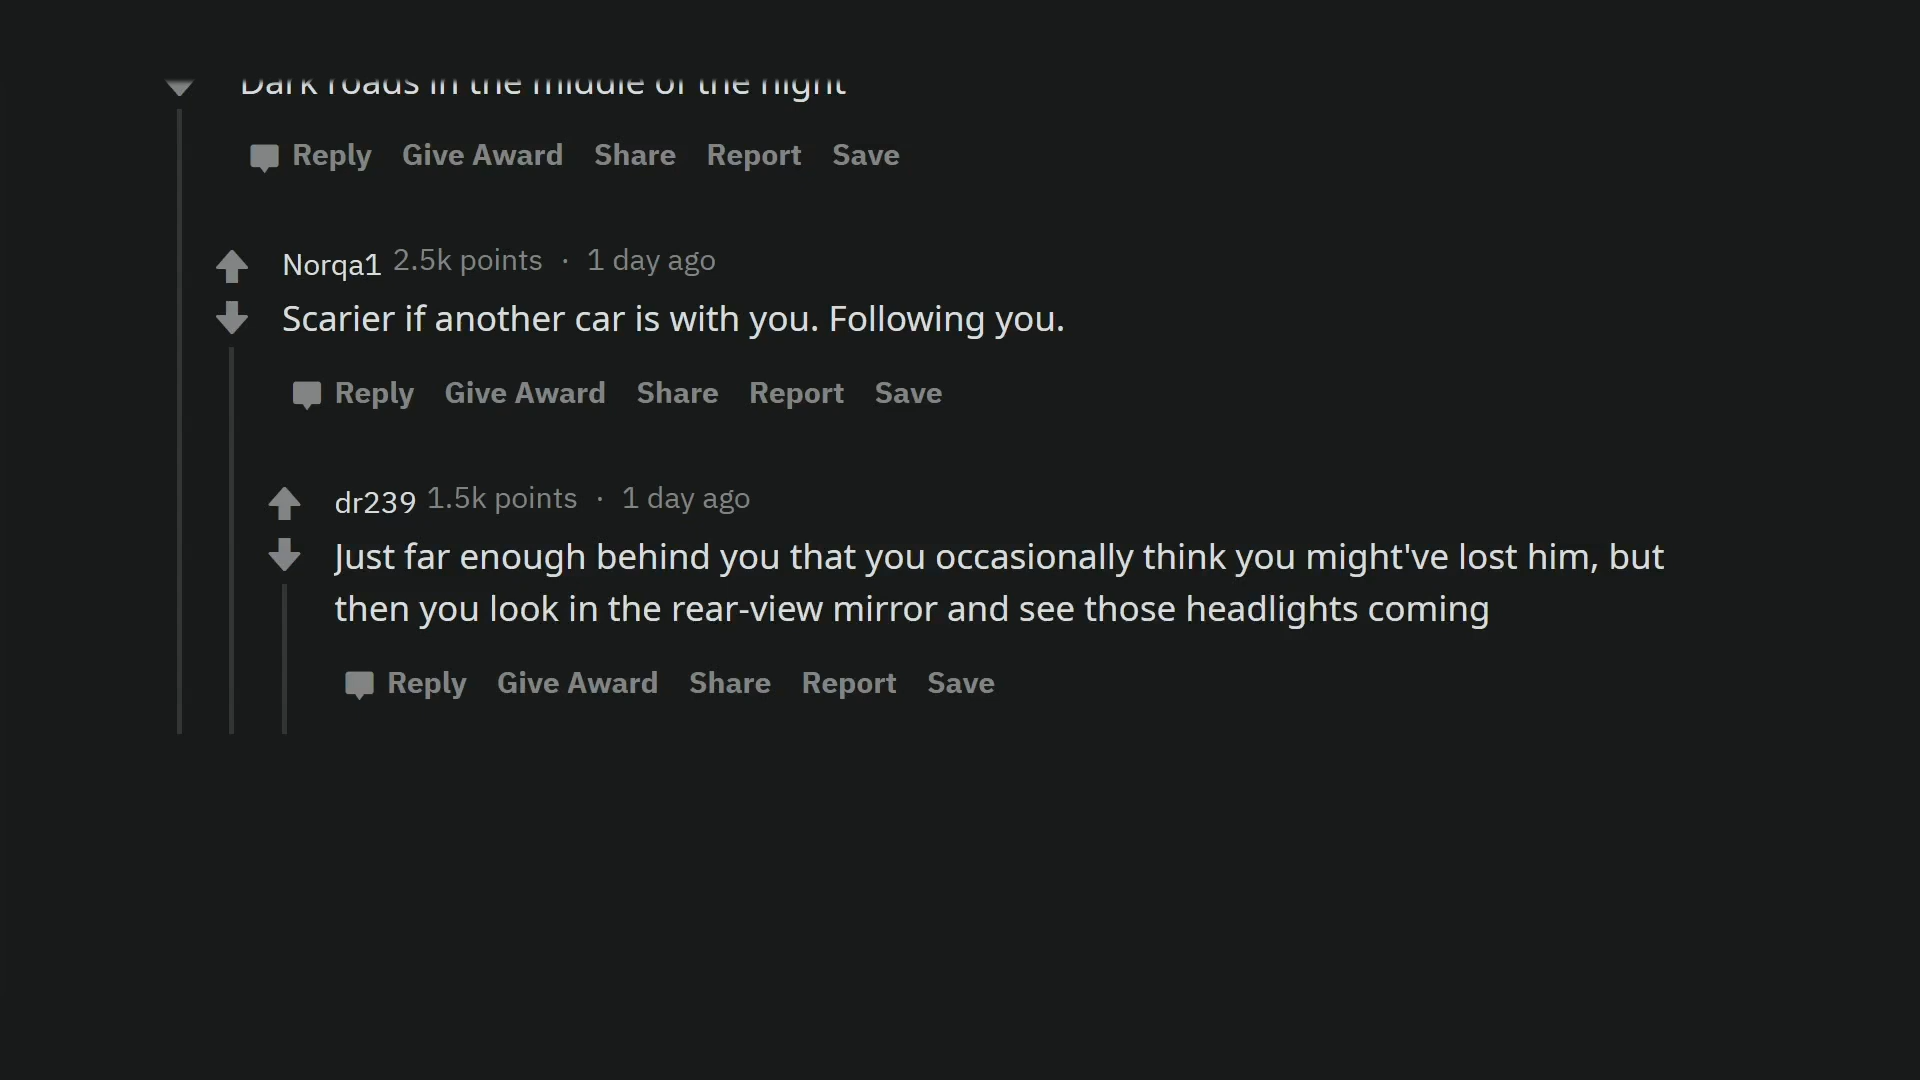 Dark roads in the middle of the night
Reply Give Award Share Report Save
Norqa1 2.5k points · 1 day ago
Scarier if another car is with you. Following you.
Reply Give Award Share Report Save
dr239 1.5k points · 1 day ago
Just far enough behind you that you occasionally think you might've lost him, but
then you look in the rear-view mirror and see those headlights coming
Reply Give Award Share Report Save